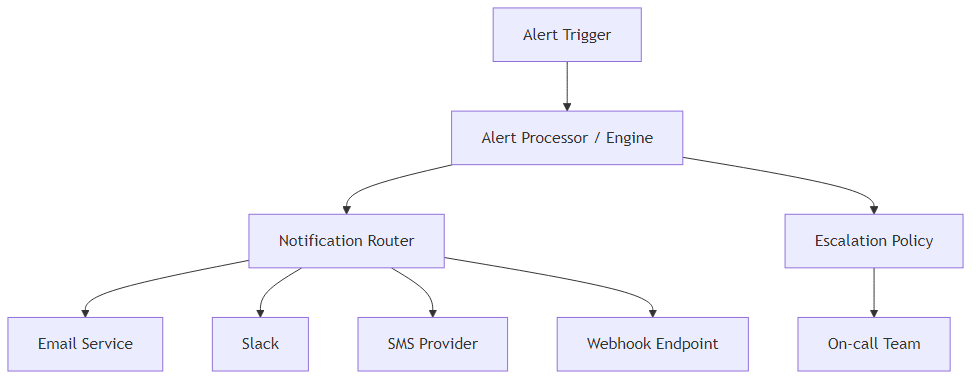 Alert Trigger
Alert Processor / Engine
Notification Router
Escalation Policy
Email Service
Slack
SMS Provider
Webhook Endpoint
On-call Team